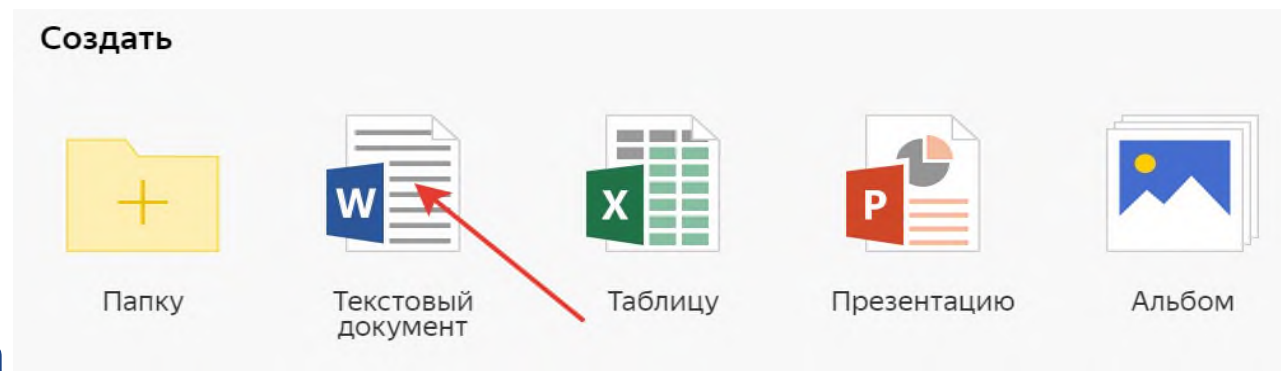 Создать
W
X
P
Папку
Текстовый
документ
Таблицу
Презентацию
Альбом